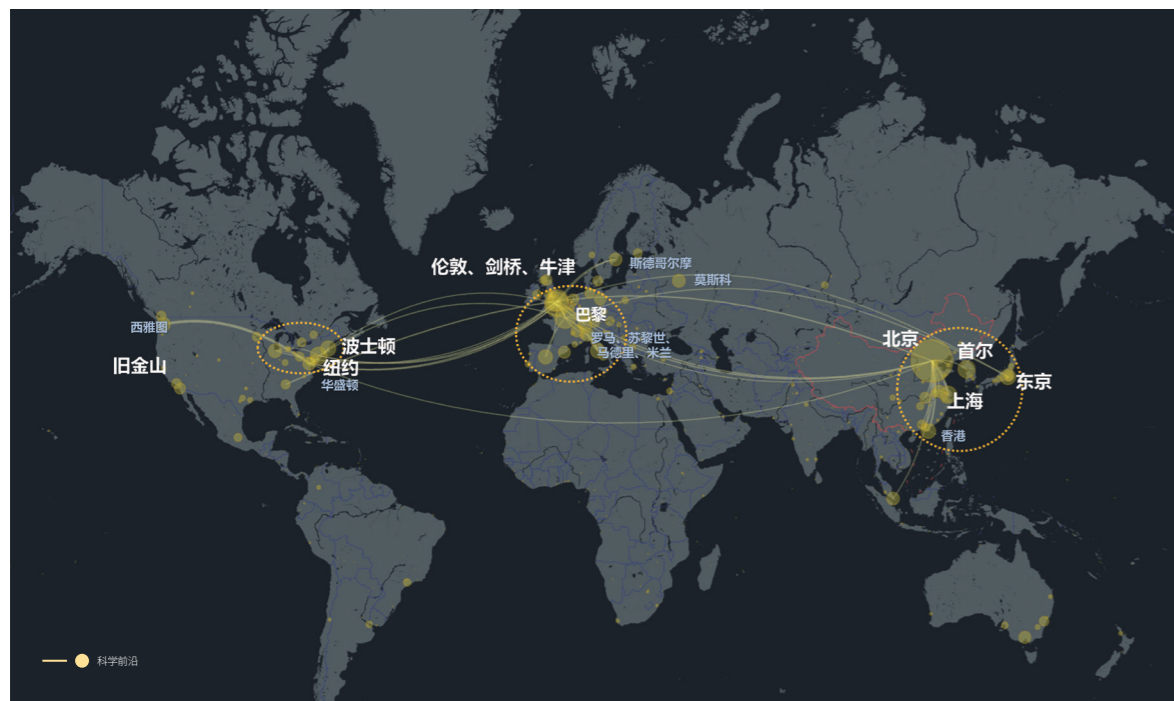 斯德哥尔摩
伦敦、剑桥、牛津
莫斯科
巴黎
西雅图
波士顿
罗马、苏黎世、
马德里、米兰
北京
首尔
旧金山
纽约
华盛顿
东京
上海
香港
科学前沿